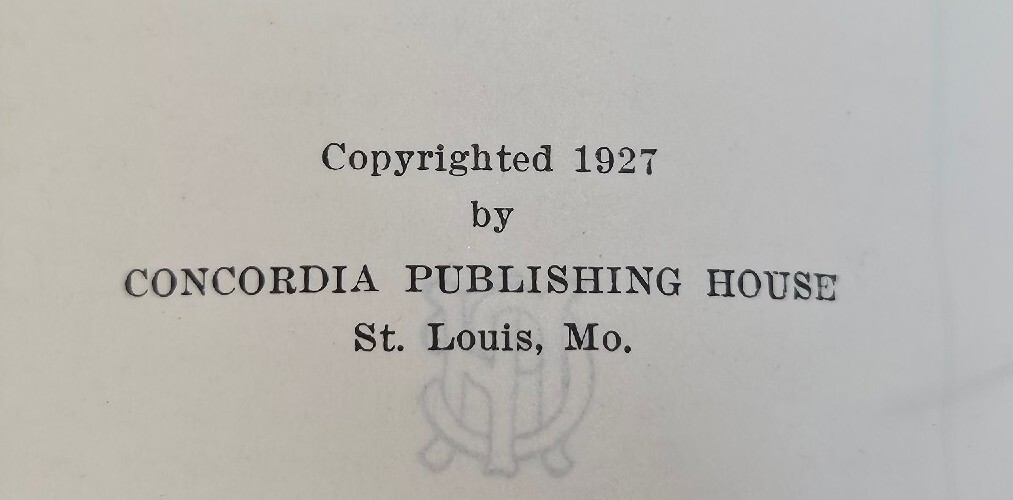 Copyrighted 1927
by
CONCORDIA PUBLISHING HOUSE
St. Louis, Mo.